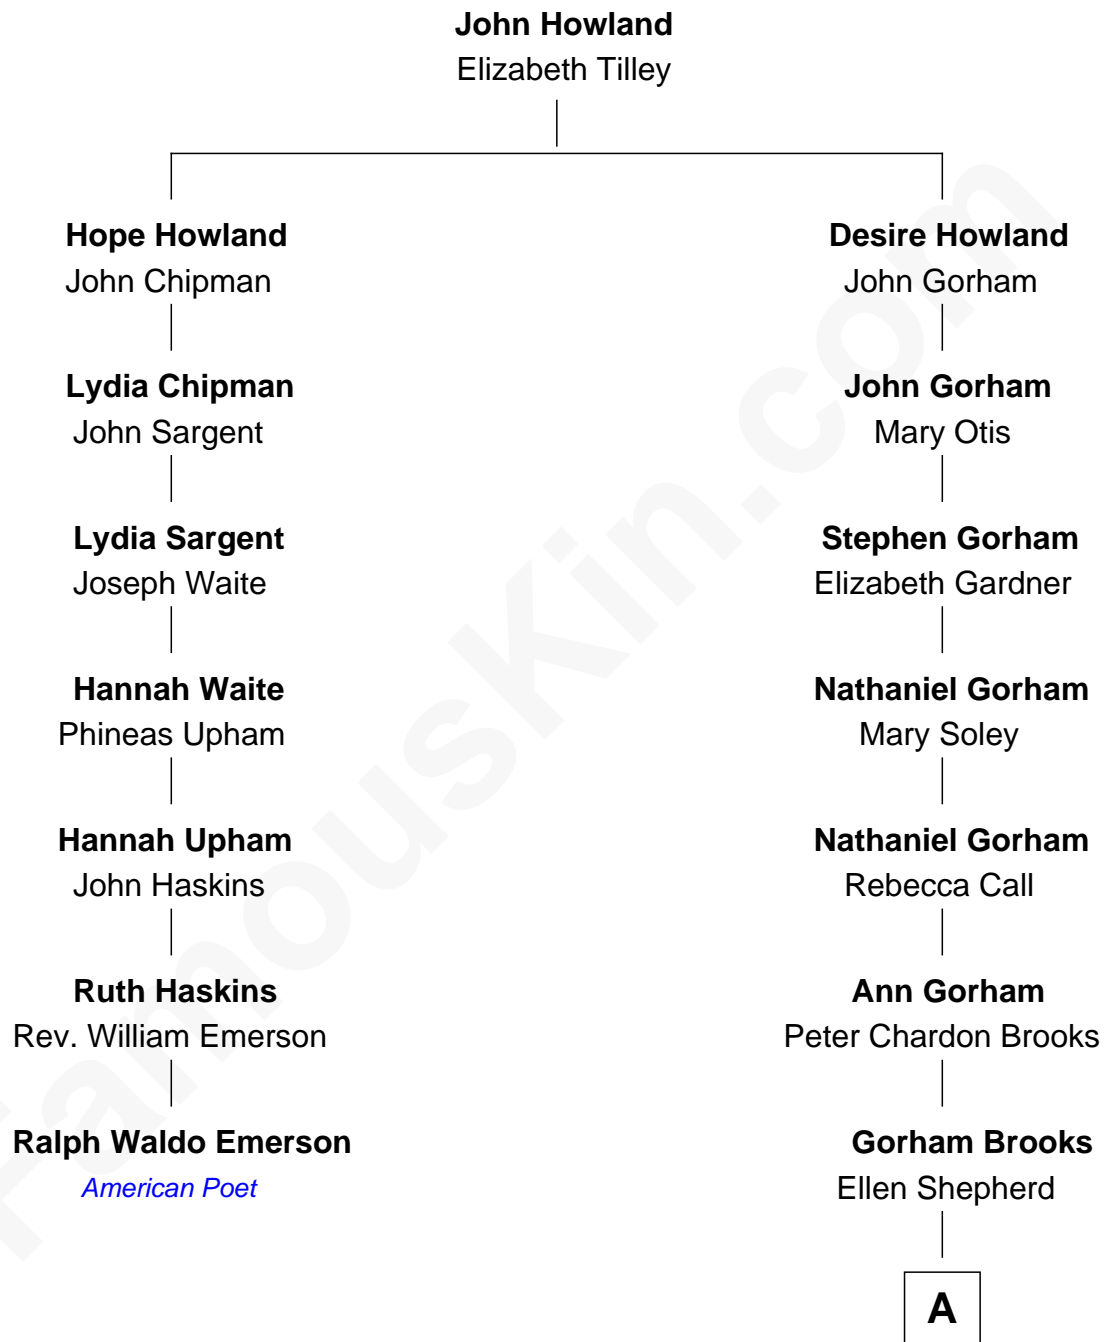 John Howland
Elizabeth Tilley
Hope Howland
John Chipman
Lydia Chipman
John Sargent
Lydia Sargent
Joseph Waite
Hannah Waite
Phineas Upham
Hannah Upham
John Haskins
Ruth Haskins
Rev. William Emerson
Ralph Waldo Emerson
American Poet
Desire Howland
John Gorham
John Gorham
Mary Otis
Stephen Gorham
Elizabeth Gardner
Nathaniel Gorham
Mary Soley
Nathaniel Gorham
Rebecca Call
Ann Gorham
Peter Chardon Brooks
Gorham Brooks
Ellen Shepherd
A
FamousKin.com